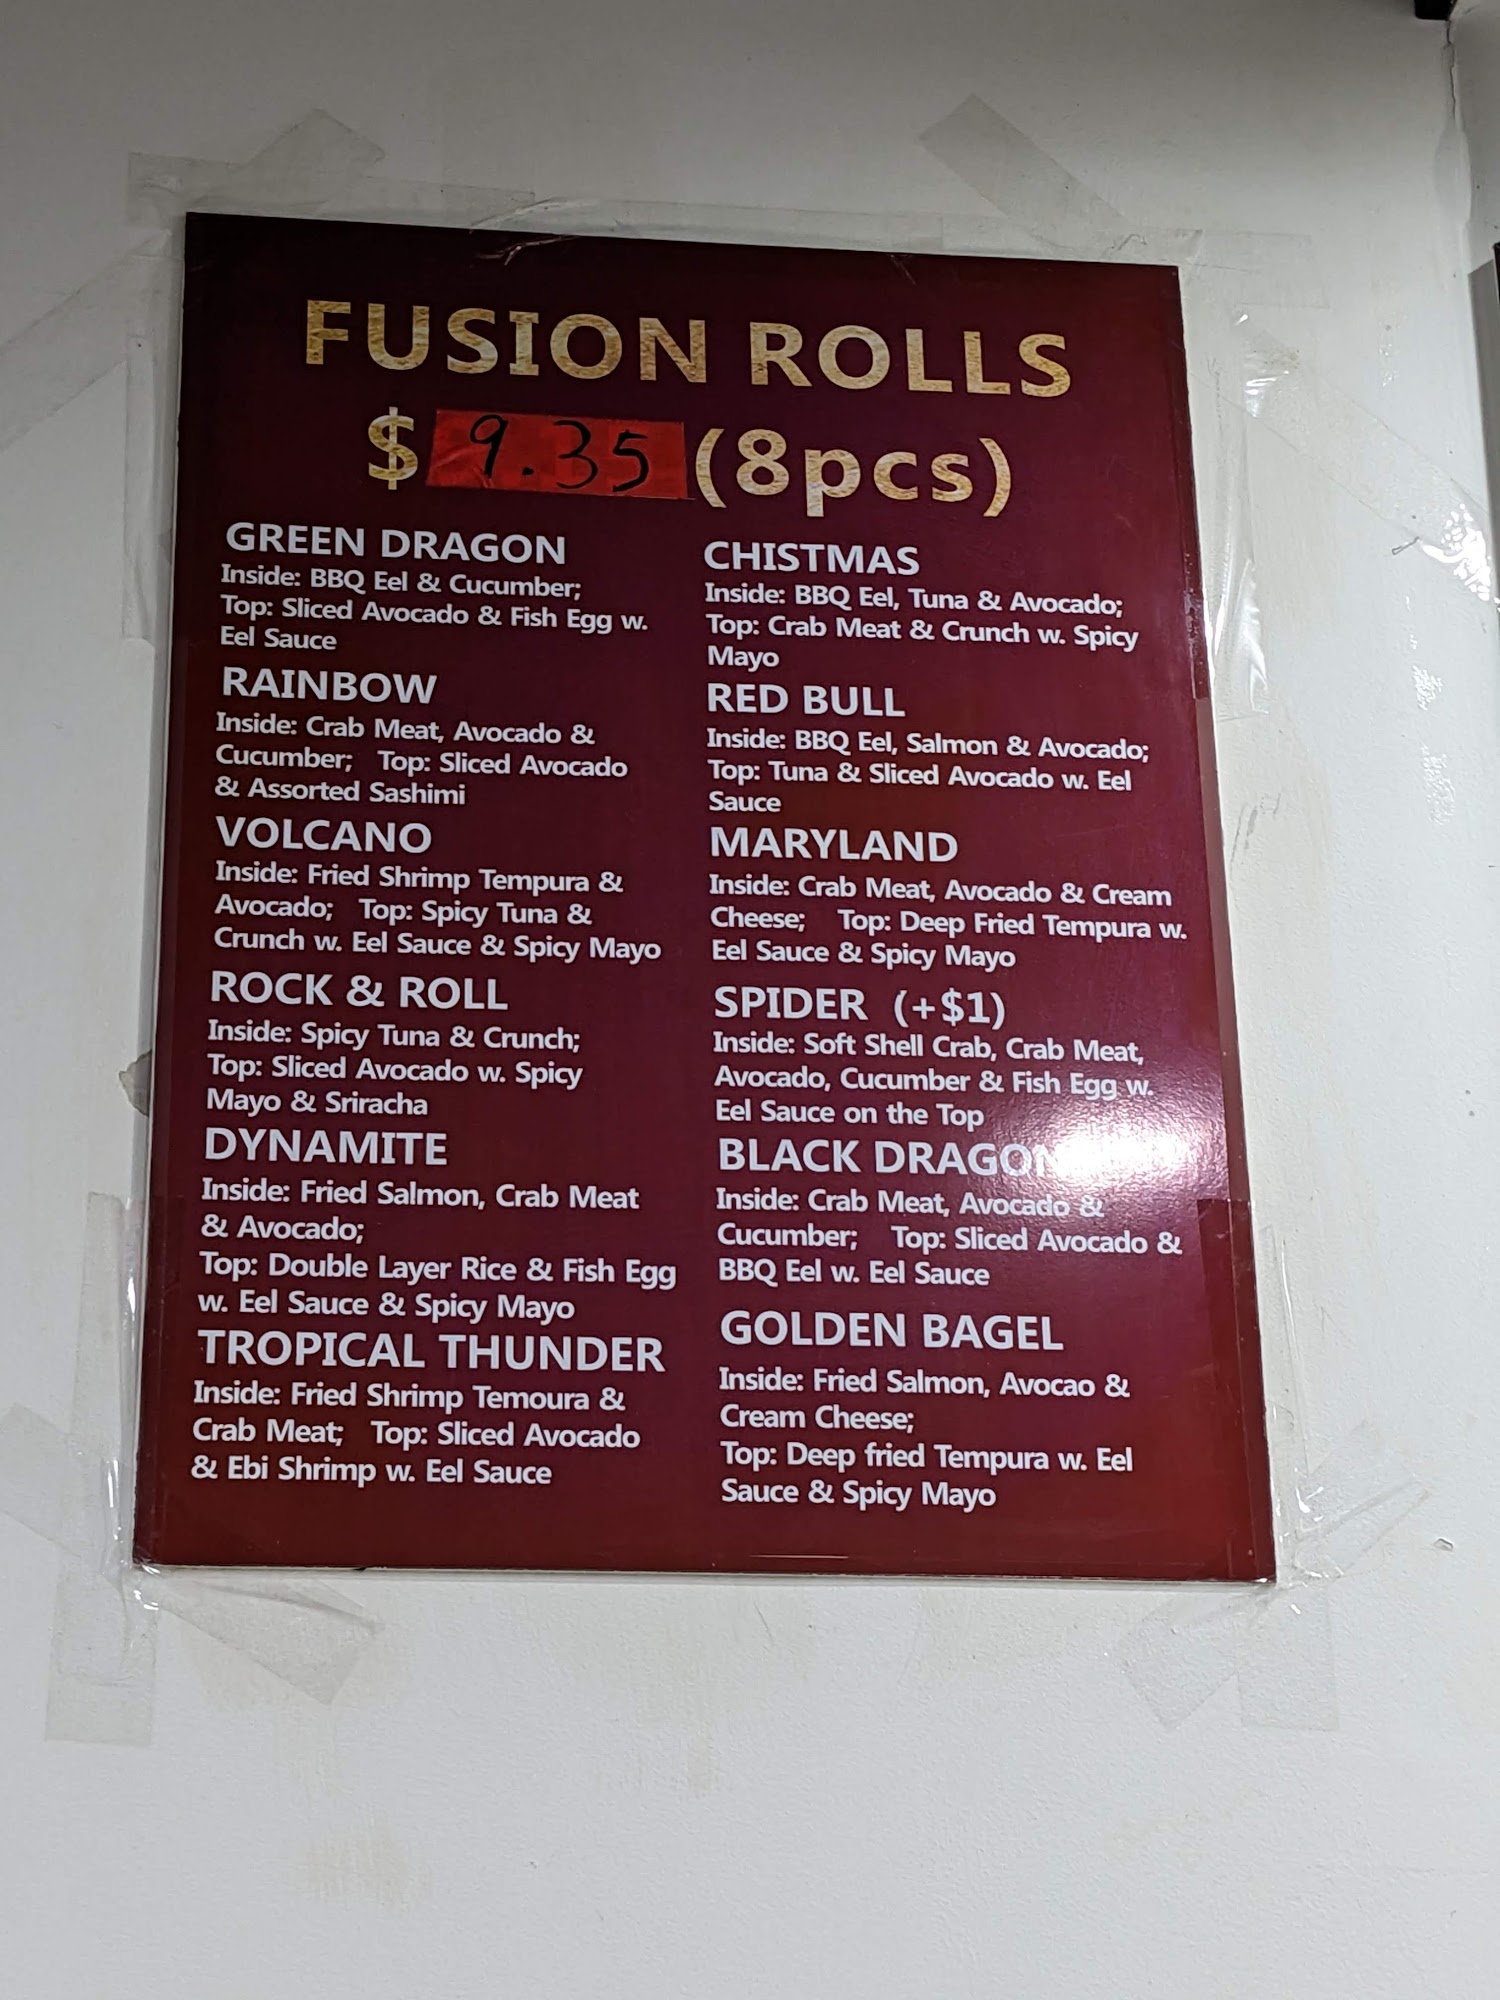 FUSION ROLLS
$ 9.35 (8pcs)
GREEN DRAGON
Inside: BBQ Eel & Cucumber;
Top: Sliced Avocado & Fish Egg w.
Eel Sauce
RAINBOW
Inside: Crab Meat, Avocado &
Cucumber; Top: Sliced Avocado
& Assorted Sashimi
VOLCANO
Inside: Fried Shrimp Tempura &
Avocado; Top: Spicy Tuna &
Crunch w. Eel Sauce & Spicy Mayo
ROCK & ROLL
Inside: Spicy Tuna & Crunch;
Top: Sliced Avocado w. Spicy
Mayo & Sriracha
DYNAMITE
Inside: Fried Salmon, Crab Meat
& Avocado;
Top: Double Layer Rice & Fish Egg
w. Eel Sauce & Spicy Mayo
TROPICAL THUNDER
Inside: Fried Shrimp Temoura &
Crab Meat; Top: Sliced Avocado
& Ebi Shrimp w. Eel Sauce
CHISTMAS
Inside: BBQ Eel, Tuna & Avocado;
Top: Crab Meat & Crunch w. Spicy
Mayo
RED BULL
Inside: BBQ Eel, Salmon & Avocado;
Top: Tuna & Sliced Avocado w. Eel
Sauce
MARYLAND
Inside: Crab Meat, Avocado & Cream
Cheese; Top: Deep Fried Tempura w.
Eel Sauce & Spicy Mayo
SPIDER (+$1)
Inside: Soft Shell Crab, Crab Meat,
Avocado, Cucumber & Fish Egg w.
Eel Sauce on the Top
BLACK DRAGON
Inside: Crab Meat, Avocado &
Cucumber; Top: Sliced Avocado &
BBQ Eel w. Eel Sauce
GOLDEN BAGEL
Inside: Fried Salmon, Avocao &
Cream Cheese;
Top: Deep fried Tempura w. Eel
Sauce & Spicy Mayo